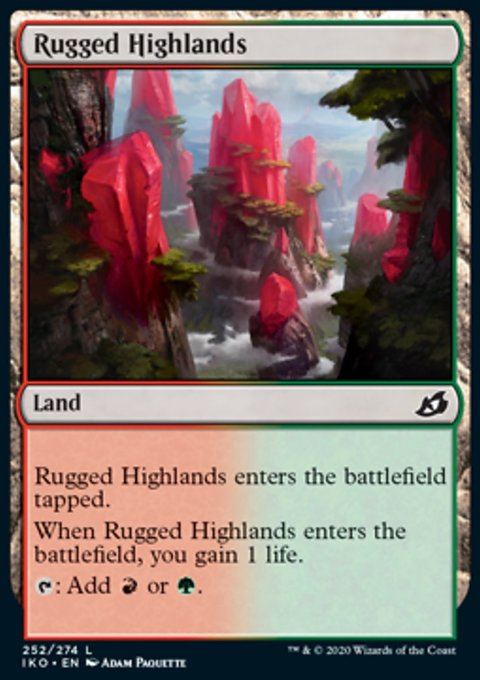 Rugged Highlands
Land
Rugged Highlands enters the battlefield
tapped.
When Rugged Highlands enters the
battlefield, you gain 1 life.
: Add or .
252/274 L
IKO • EN Adam Paquette
™ & © 2020 Wizards of the Coast